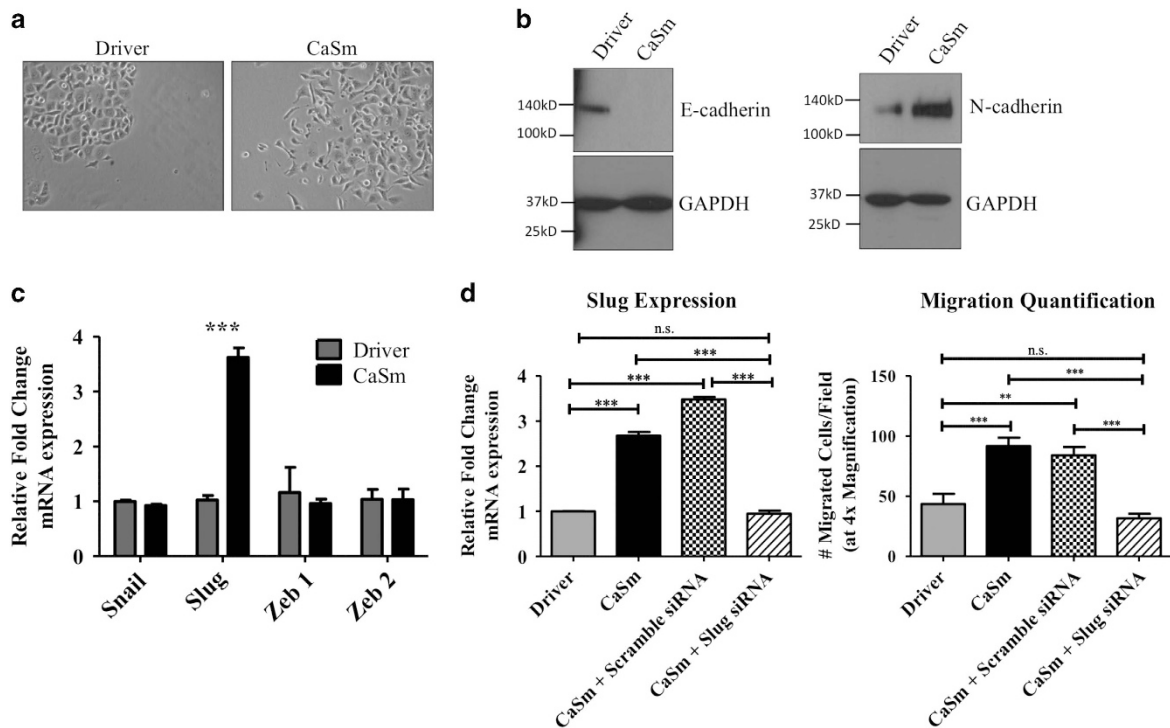 a
Driver
CaSm
b
Driver
CaSm
140kD
100kD
E-cadherin
37kD
25kD
GAPDH
Driver
CaSm
140kD
100kD
N-cadherin
37kD
25kD
GAPDH
c
Relative Fold Change
mRNA expression
4
3
2
1
0
***
Driver
CaSm
Snail
Slug
Zeb 1
Zeb 2
d
Slug Expression
Relative Fold Change
mRNA expression
4
3
2
1
0
n.s.
***
***
***
***
Driver
CaSm
CaSm + Scramble siRNA
CaSm + Slug siRNA
Migration Quantification
# Migrated Cells/Field
(at 4x Magnification)
150
100
50
0
n.s.
***
**
***
***
Driver
CaSm
CaSm + Scramble siRNA
CaSm + Slug siRNA